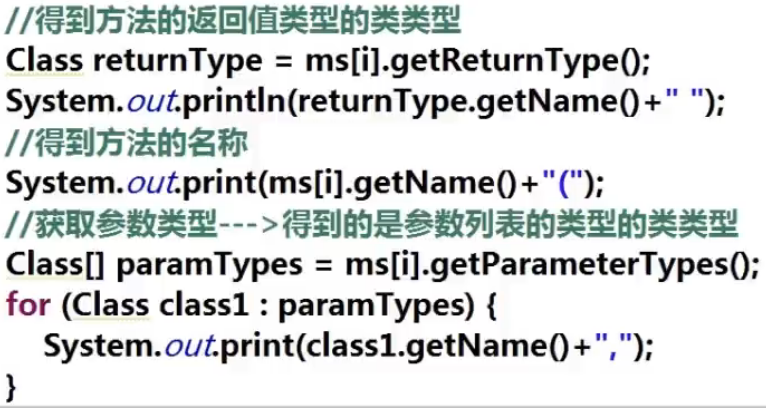 //得到方法的返回值类型的类类型
Class returnType = ms[i].getReturnType();
System.out.println(returnType.getName()+" ");
//得到方法的名称
System.out.print(ms[i].getName()+"(");
//获取参数类型--->得到的是参数列表的类型的类类型
Class[] paramTypes = ms[i].getParameterTypes();
for (Class class1 : paramTypes) {
System.out.print(class1.getName()+",");
}